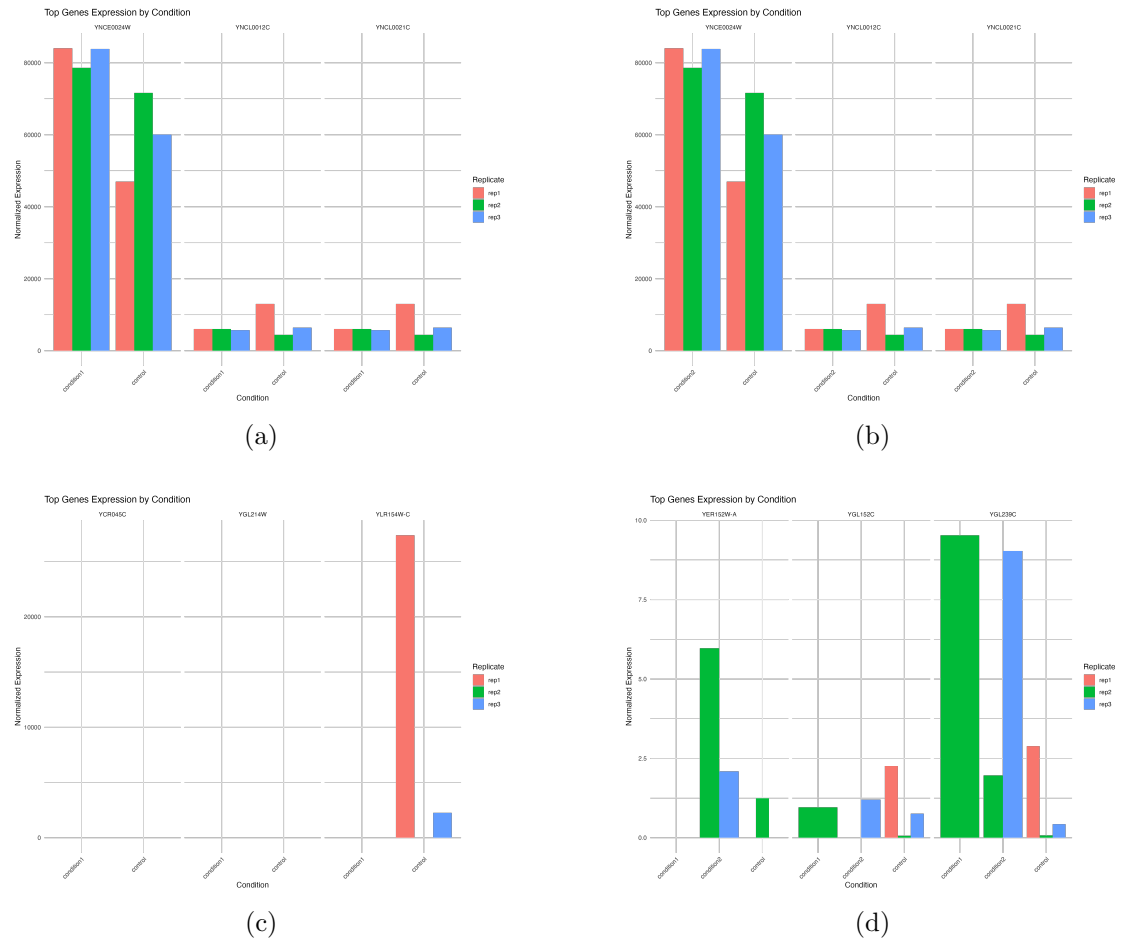 Top Genes Expression by Condition
YNCE0024W YNCL0012C YNCL0021C
80000
60000
40000
20000
0
Normalized Expression
condition1 control condition1 control condition1 control
Condition
Replicate
rep1
rep2
rep3
(a)
Top Genes Expression by Condition
YNCE0024W YNCL0012C YNCL0021C
80000
60000
40000
20000
0
Normalized Expression
condition2 control condition2 control condition2 control
Condition
Replicate
rep1
rep2
rep3
(b)
Top Genes Expression by Condition
YCR045C YGL214W YLR154W-C
20000
10000
0
Normalized Expression
condition1 control condition1 control condition1 control
Condition
Replicate
rep1
rep2
rep3
(c)
Top Genes Expression by Condition
YER152W-A YGL152C YGL239C
10.0
7.5
5.0
2.5
0.0
Normalized Expression
condition1 condition2 control condition1 condition2 control condition1 condition2 control
Condition
Replicate
rep1
rep2
rep3
(d)